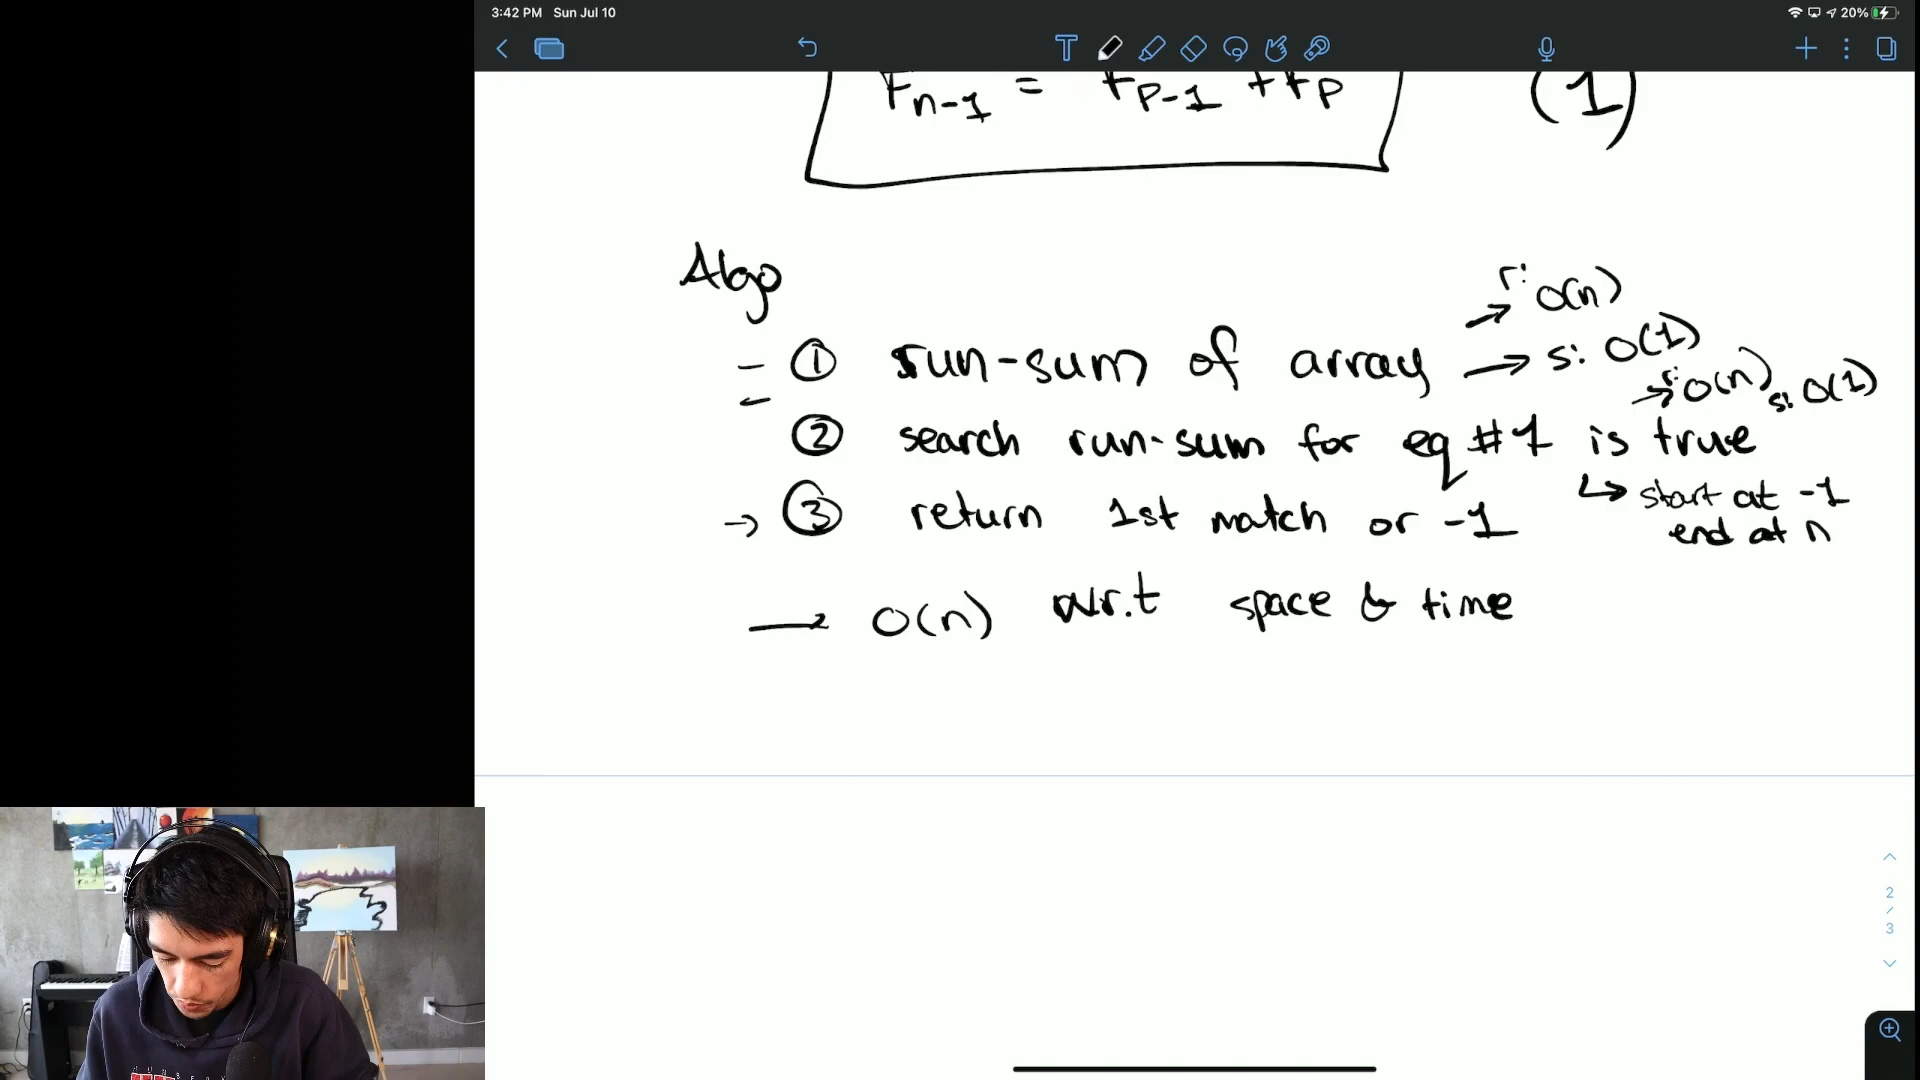 3:42 PM Sun Jul 10
20%
Fn-1 = Fp-1 + Fp (1)
Algo
r: O(n)
① run-sum of array → s: O(1)
→ r: O(n) s: O(1)
② search run-sum for eq #1 is true
↳ start at -1
end at n
→ ③ return 1st match or -1
→ O(n) w.r.t space & time
2
/
3